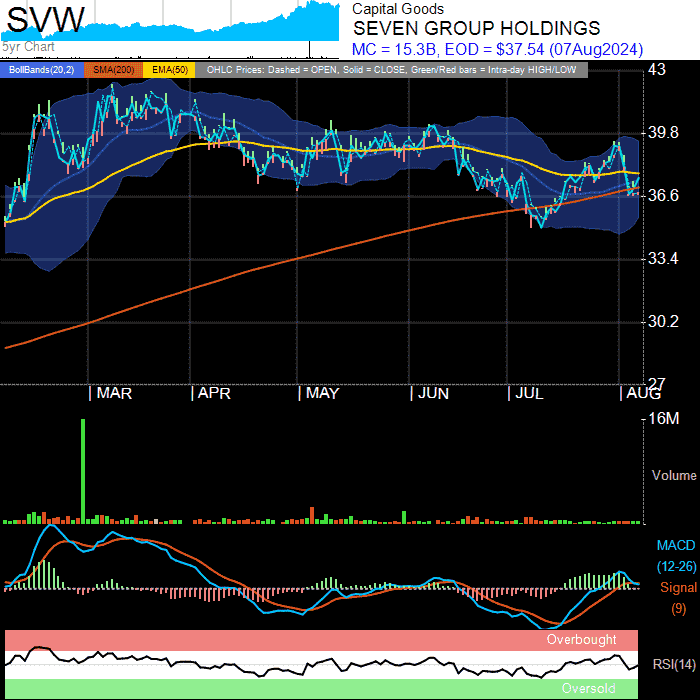 SVW
5yr Chart
Capital Goods
SEVEN GROUP HOLDINGS
MC = 15.3B, EOD = $37.54 (07Aug2024)
BollBands(20,2) SMA(200) EMA(50) OHLC Prices: Dashed = OPEN, Solid = CLOSE, Green/Red bars = Intra-day HIGH/LOW
43
39.8
36.6
33.4
30.2
27
MAR APR MAY JUN JUL AUG
16M
Volume
MACD
(12-26)
Signal
(9)
Overbought
RSI(14)
Oversold